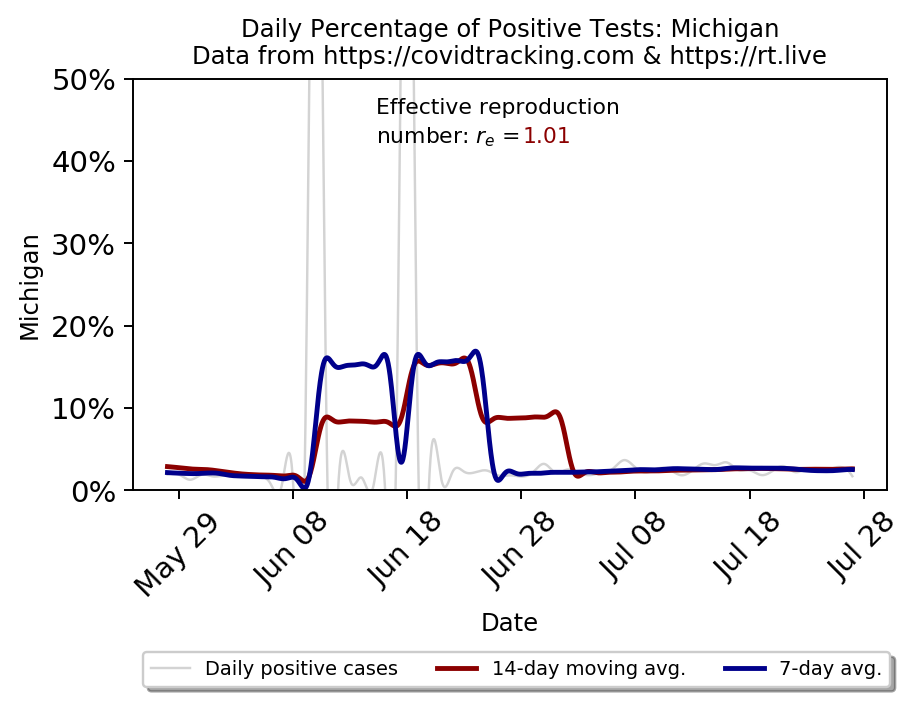 Daily Percentage of Positive Tests: Michigan
Data from https://covidtracking.com & https://rt.live
50%
40%
30%
20%
10%
0%
Michigan
Effective reproduction
number: rₑ =1.01
May 29
Jun 08
Jun 18
Jun 28
Jul 08
Jul 18
Jul 28
Date
Daily positive cases
14-day moving avg.
7-day avg.